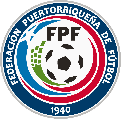 FEDERACIÓN PUERTORRIQUEÑA DE FÚTBOL
FPF
1940